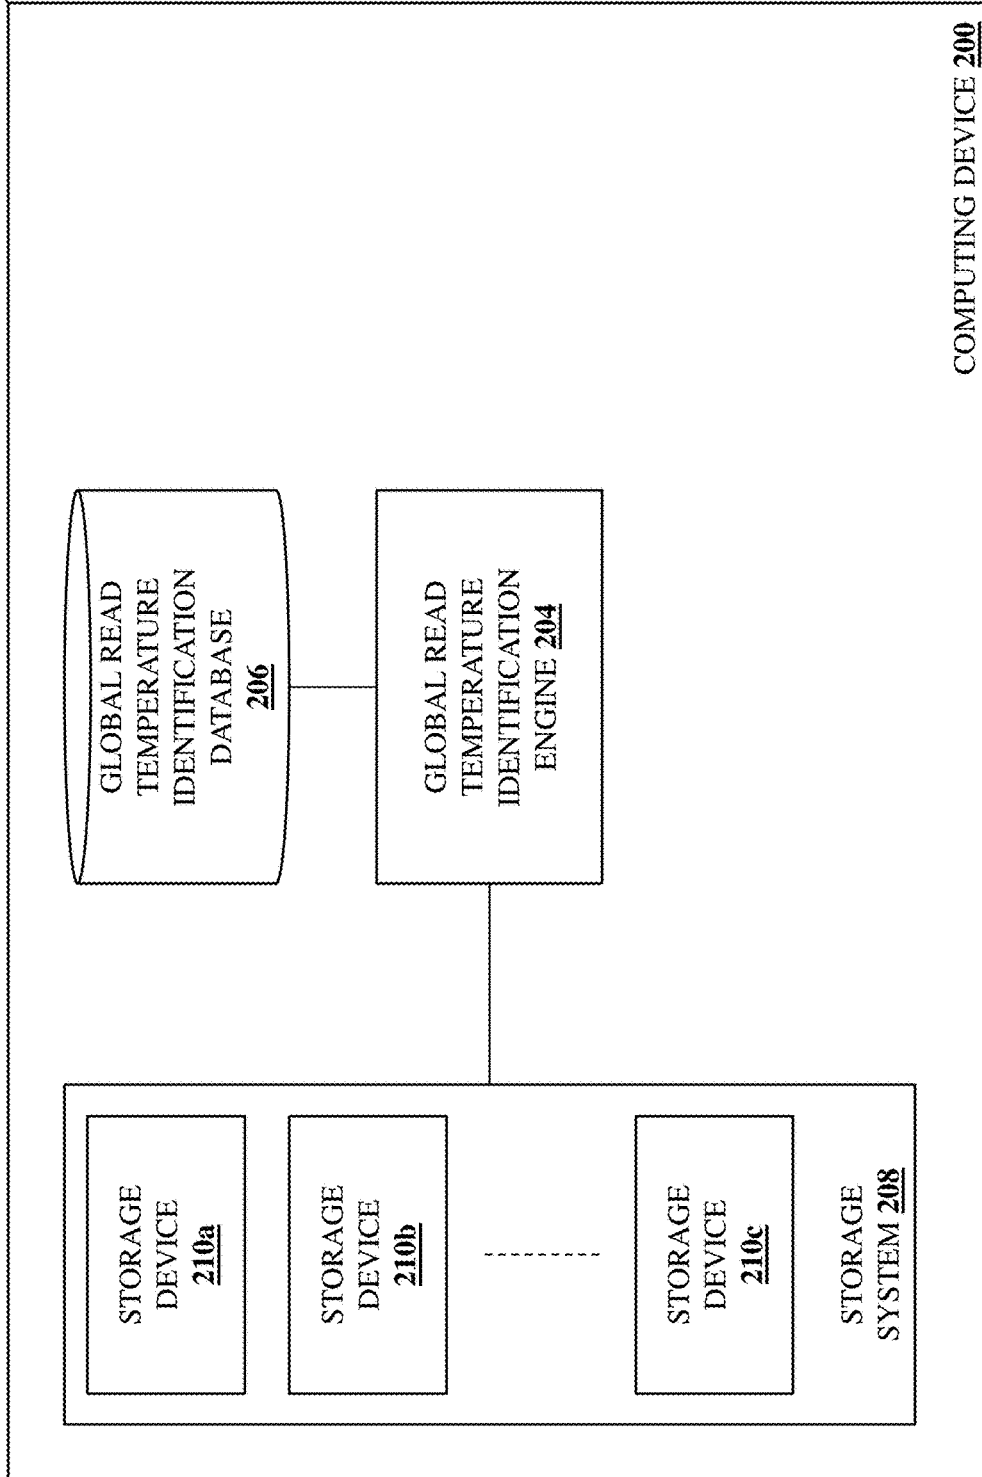 GLOBAL READ
TEMPERATURE
IDENTIFICATION
DATABASE
206
GLOBAL READ
TEMPERATURE
IDENTIFICATION
ENGINE 204
STORAGE
DEVICE
210a
STORAGE
DEVICE
210b
STORAGE
DEVICE
210c
STORAGE
SYSTEM 208
COMPUTING DEVICE 200